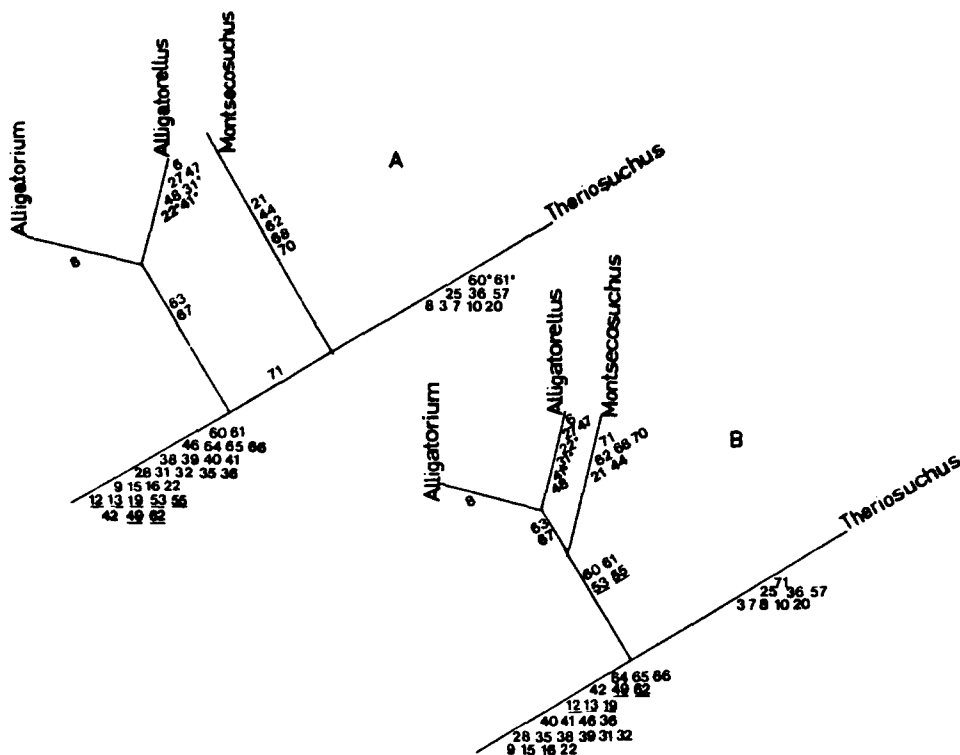 Alligatorium
Alligatorellus
Montsecosuchus
A
Theriosuchus
6
27 47
48 31°
22° 41°
21
44
62
68
70
8
63
67
60° 61°
25 36 57
8 3 7 10 20
71
60 61
46 64 65 66
38 39 40 41
28 31 32 35 36
9 15 16 22
12 13 19 53 55
42 49 62
Alligatorium
Alligatorellus
Montsecosuchus
B
Theriosuchus
47
71
62 68 70
21 44
8
63
67
60 61
53 55
71
25 36 57
3 7 8 10 20
64 65 66
42 49 62
12 13 19
40 41 46 36
28 35 38 39 31 32
9 15 16 22